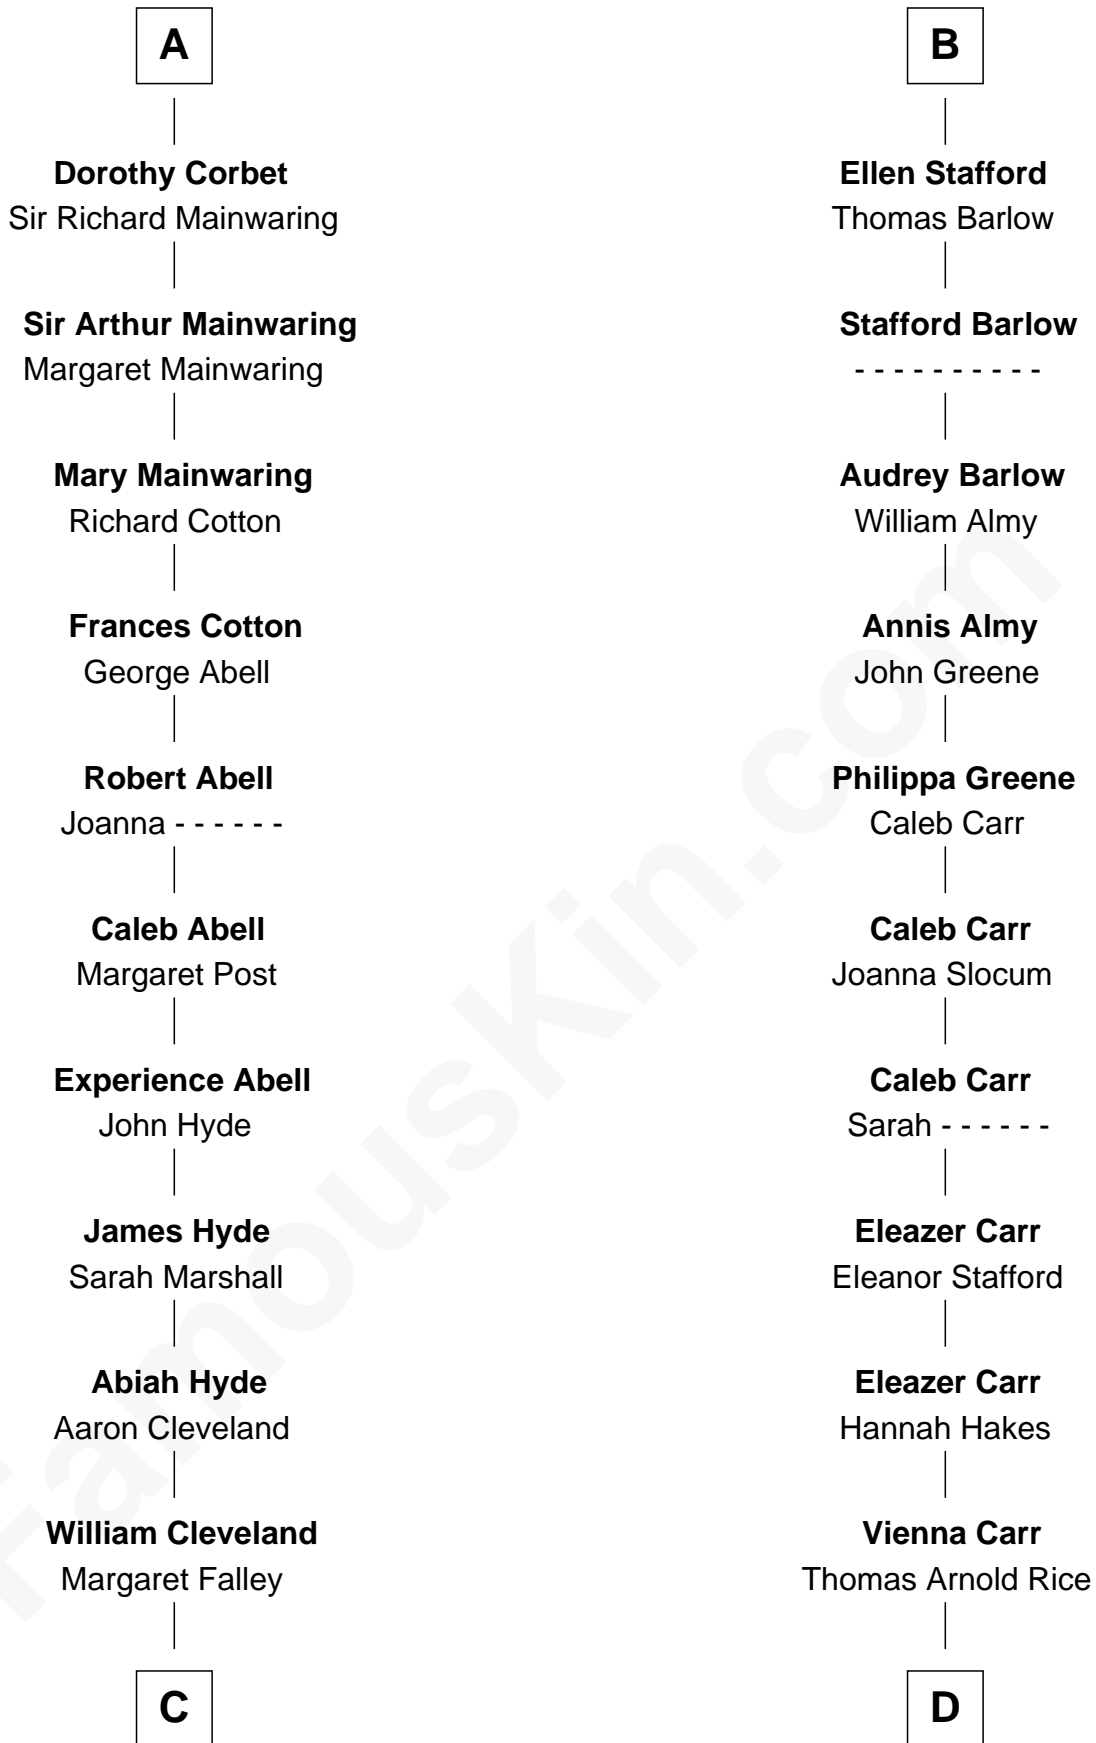 A
Dorothy Corbet
Sir Richard Mainwaring
Sir Arthur Mainwaring
Margaret Mainwaring
Mary Mainwaring
Richard Cotton
Frances Cotton
George Abell
Robert Abell
Joanna - - - - - -
Caleb Abell
Margaret Post
Experience Abell
John Hyde
James Hyde
Sarah Marshall
Abiah Hyde
Aaron Cleveland
William Cleveland
Margaret Falley
C
B
Ellen Stafford
Thomas Barlow
Stafford Barlow
- - - - - - - - - -
Audrey Barlow
William Almy
Annis Almy
John Greene
Philippa Greene
Caleb Carr
Caleb Carr
Joanna Slocum
Caleb Carr
Sarah - - - - - -
Eleazer Carr
Eleanor Stafford
Eleazer Carr
Hannah Hakes
Vienna Carr
Thomas Arnold Rice
D
FamousKin.com